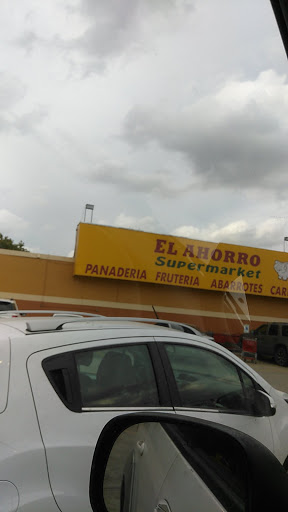 EL AHORRO
Supermarket
PANADERIA FRUTERIA ABARROTES